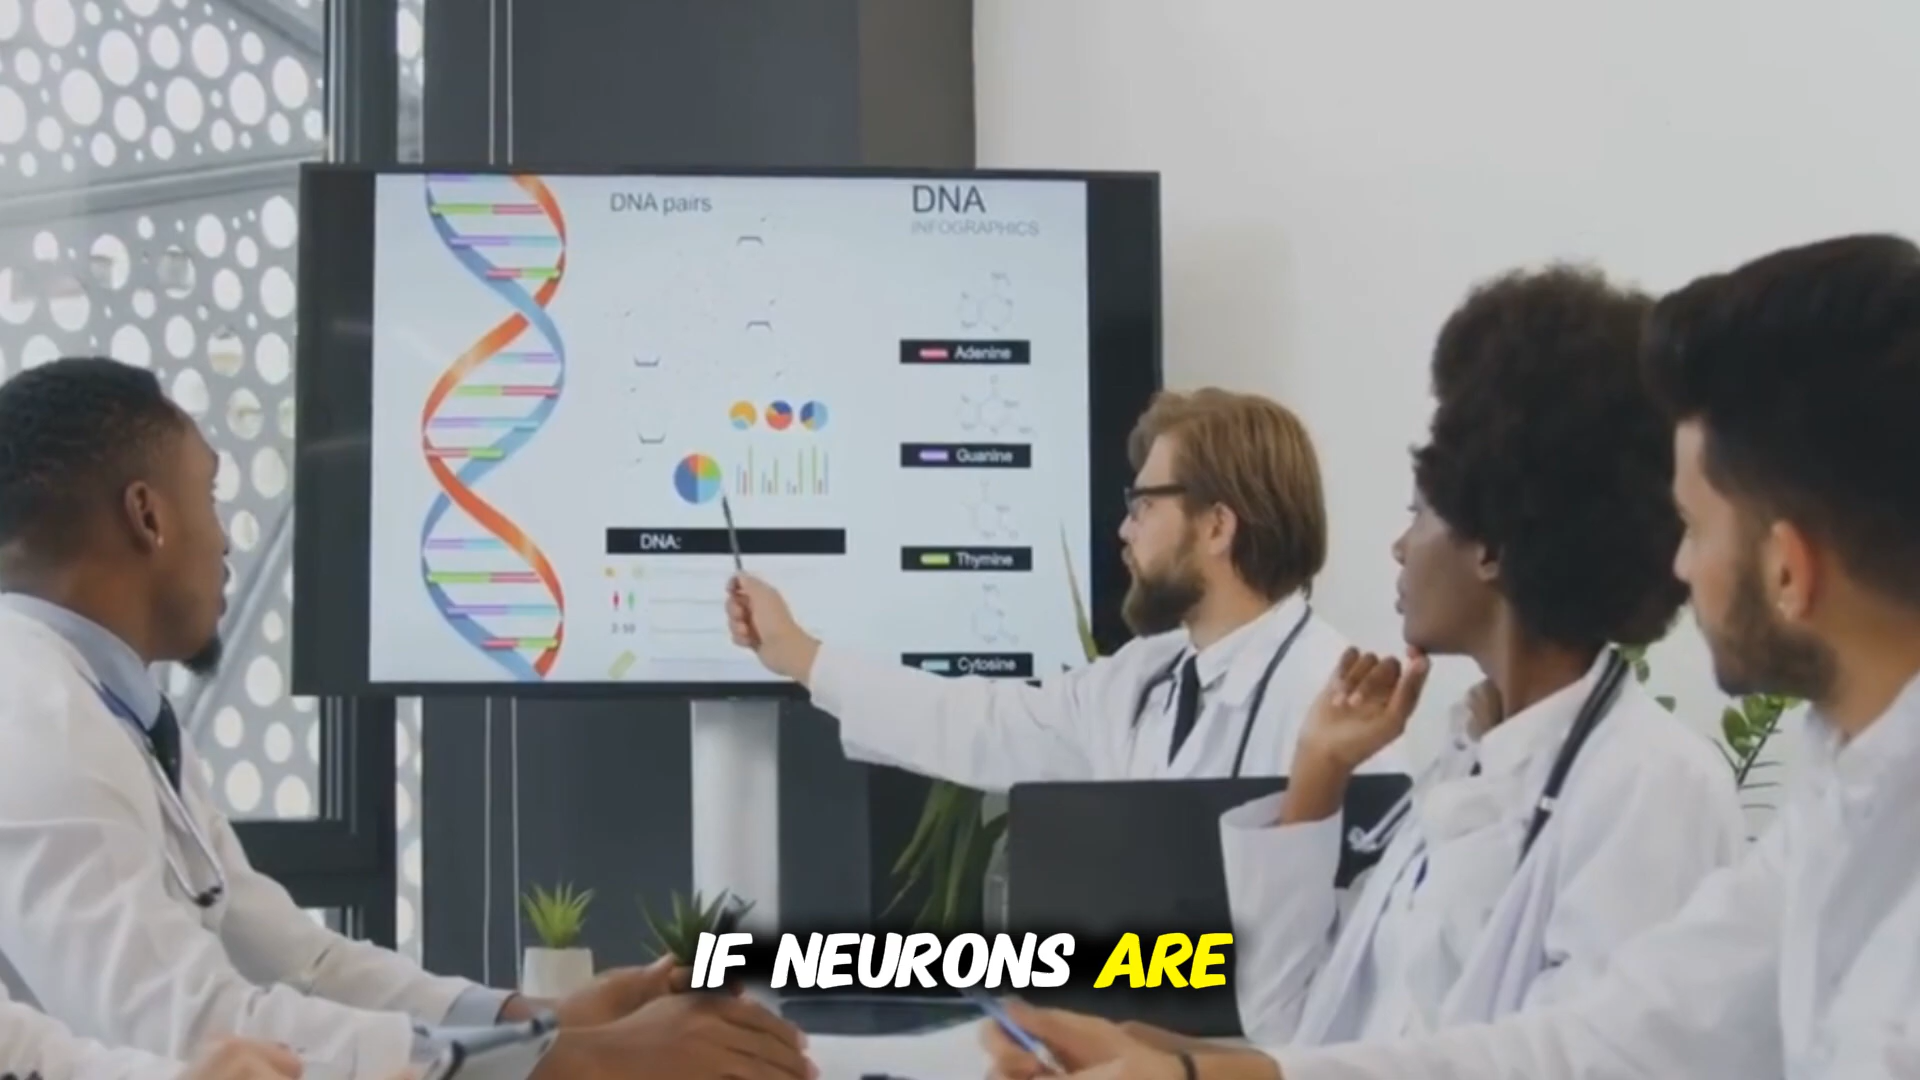 DNA pairs
DNA
INFOGRAPHICS
Adenine
Guanine
DNA:
Thymine
Cytosine
IF NEURONS ARE